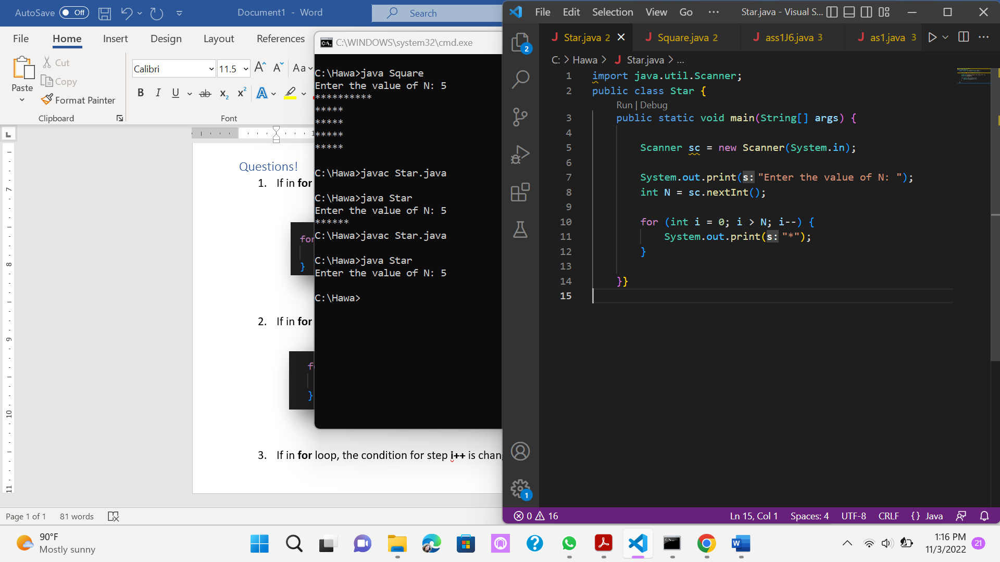 AutoSave Off Document1 - Word Search
File Home Insert Design Layout References
Paste Cut Copy Format Painter
Calibri 11.5 Aa
B I U ab x2 x2 A
Clipboard Font
Questions!
1. If in for
for
}
2. If in for
}
3. If in for loop, the condition for step i++ is chan
Page 1 of 1 81 words
C:\WINDOWS\system32\cmd.exe
C:\Hawa>java Square
Enter the value of N: 5
**********
*****
*****
*****
*****
C:\Hawa>javac Star.java
C:\Hawa>java Star
Enter the value of N: 5
******
C:\Hawa>javac Star.java
C:\Hawa>java Star
Enter the value of N: 5
C:\Hawa>
File Edit Selection View Go ··· Star.java - Visual S...
Star.java 2 Square.java 2 ass1J6.java 3 as1.java 3
C: > Hawa > J Star.java > ...
1 import java.util.Scanner;
2 public class Star {
Run | Debug
3 public static void main(String[] args) {
4
5 Scanner sc = new Scanner(System.in);
6
7 System.out.print(s: "Enter the value of N: ");
8 int N = sc.nextInt();
9
10 for (int i = 0; i > N; i--) {
11 System.out.print(s: "*");
12 }
13
14 }}
15
2
1
0 16 Ln 15, Col 1 Spaces: 4 UTF-8 CRLF {} Java
90°F
Mostly sunny
1:16 PM
11/3/2022 21
7
8
9
10
11